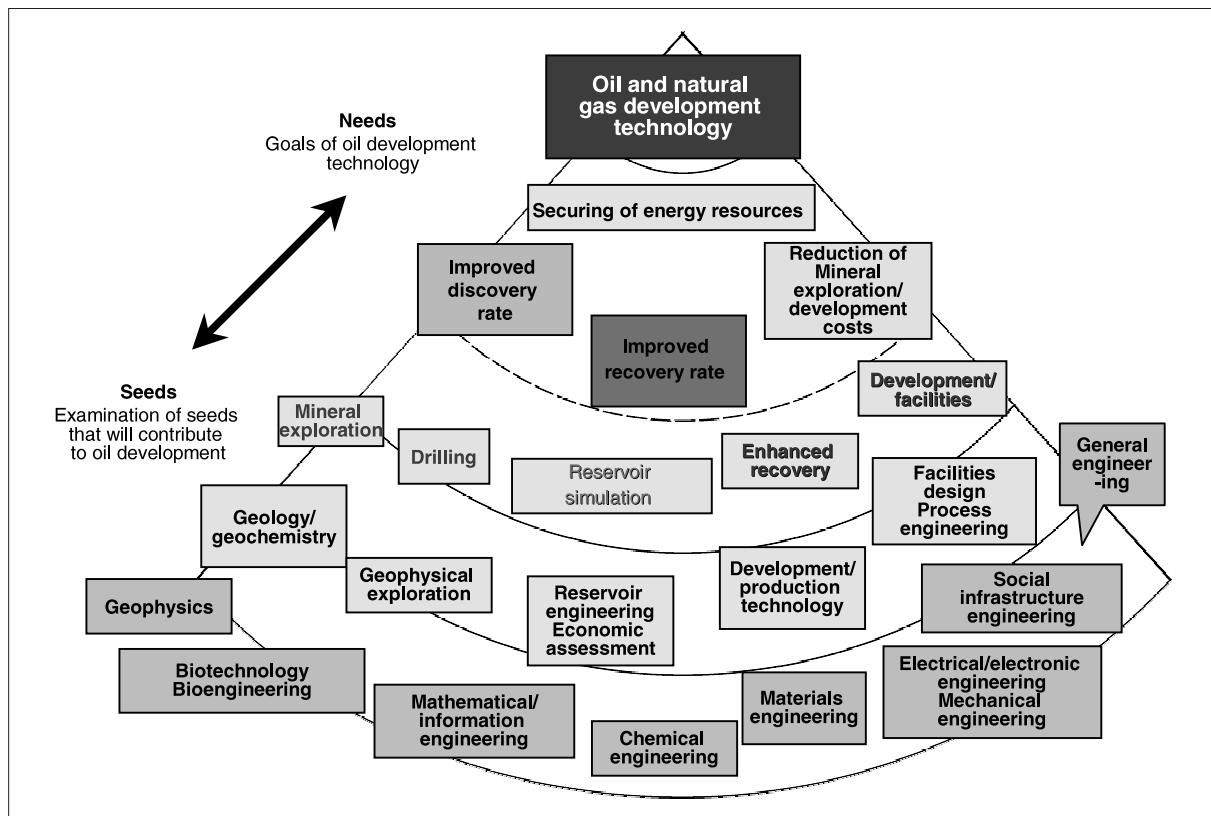 Oil and natural
gas development
technology
Needs
Goals of oil development
technology
Securing of energy resources
Improved
discovery
rate
Reduction of
Mineral
exploration/
development
costs
Improved
recovery rate
Development/
facilities
Seeds
Examination of seeds
that will contribute
to oil development
Mineral
exploration
Drilling
Reservoir
simulation
Enhanced
recovery
General
engineer
-ing
Facilities
design
Process
engineering
Geology/
geochemistry
Geophysical
exploration
Development/
production
technology
Reservoir
engineering
Economic
assessment
Social
infrastructure
engineering
Geophysics
Biotechnology
Bioengineering
Mathematical/
information
engineering
Chemical
engineering
Materials
engineering
Electrical/electronic
engineering
Mechanical
engineering